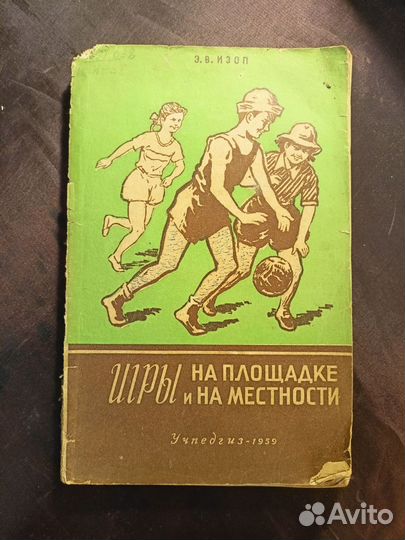 Э. В. ИЗОП
ИГРЫ НА ПЛОЩАДКЕ
и НА МЕСТНОСТИ
Учпедгиз-1959
Avito